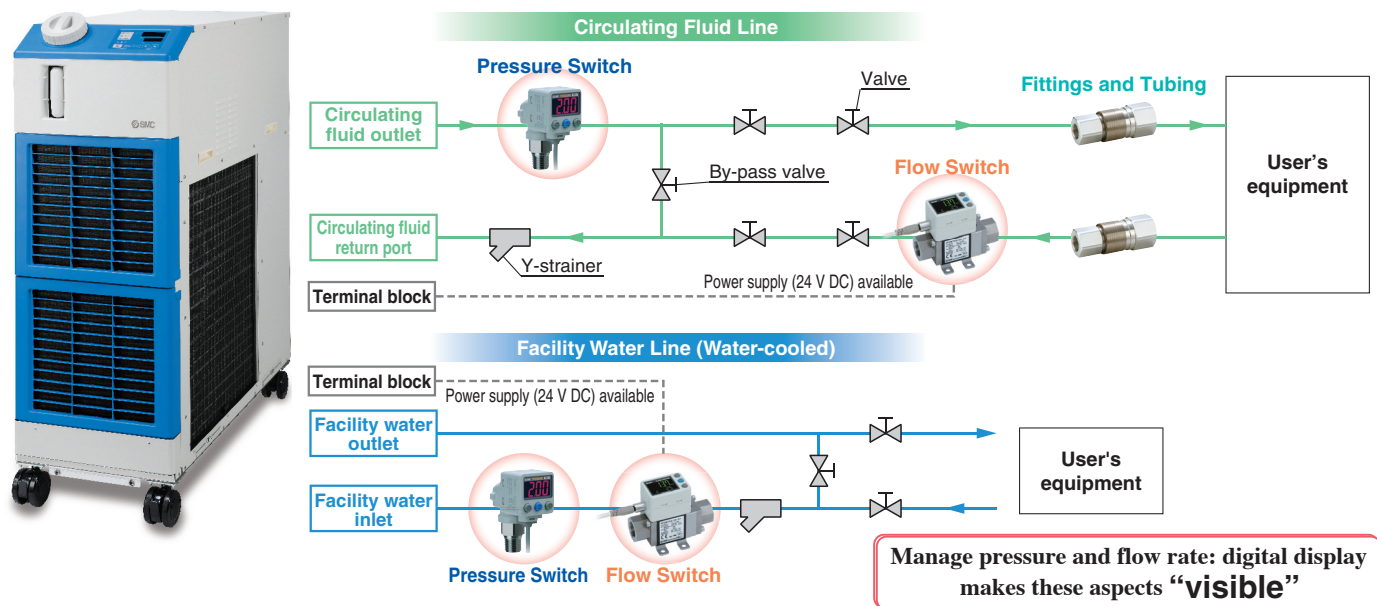 Circulating Fluid Line
Pressure Switch
Valve
Fittings and Tubing
Circulating
fluid outlet
200
SMC
User’s
equipment
By-pass valve
Flow Switch
Circulating fluid
return port
Y-strainer
Power supply (24 V DC) available
Terminal block
Facility Water Line (Water-cooled)
Terminal block
Power supply (24 V DC) available
Facility water
outlet
User's
equipment
200
Facility water
inlet
Pressure Switch
Flow Switch
Manage pressure and flow rate: digital display
makes these aspects “visible”